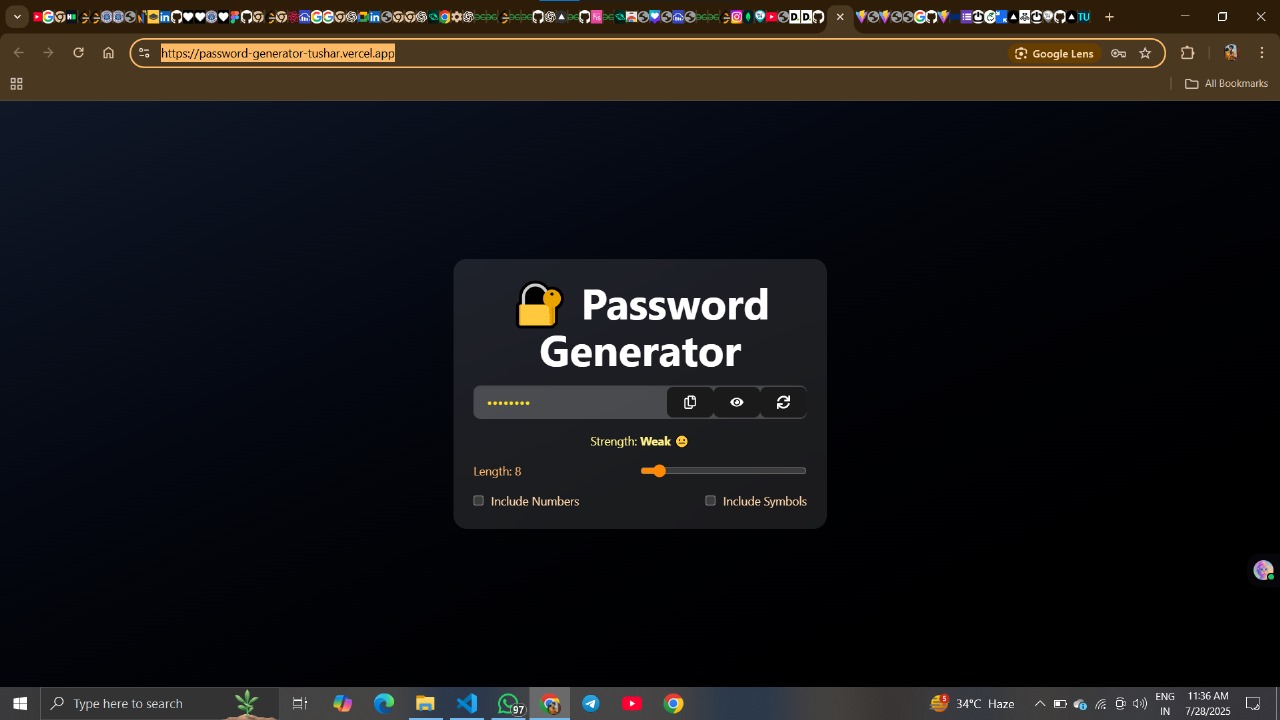 https://password-generator-tushar.vercel.app
Google Lens
All Bookmarks
Password
Generator
Strength: Weak
Length: 8
Include Numbers
Include Symbols
Type here to search
97
34°C Haze
ENG
IN
11:36 AM
7/28/2025